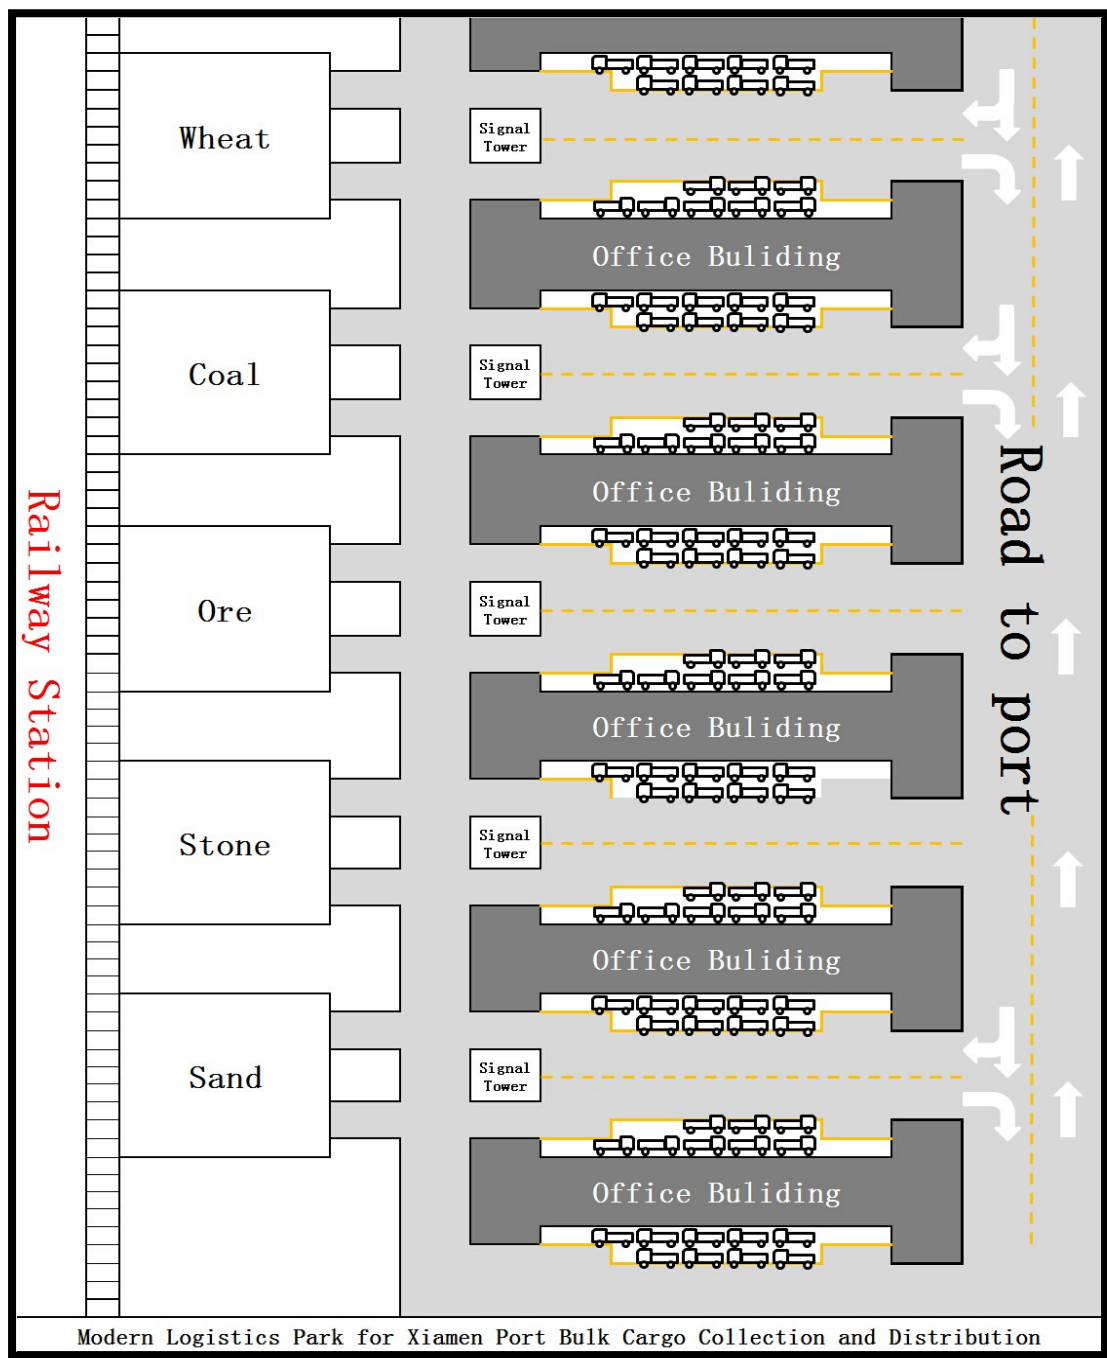 Wheat
Signal
Tower
Office Buliding
Coal
Signal
Tower
Office Buliding
Ore
Signal
Tower
Office Buliding
Stone
Signal
Tower
Office Buliding
Sand
Signal
Tower
Office Buliding
Railway Station
Road to port
Modern Logistics Park for Xiamen Port Bulk Cargo Collection and Distribution